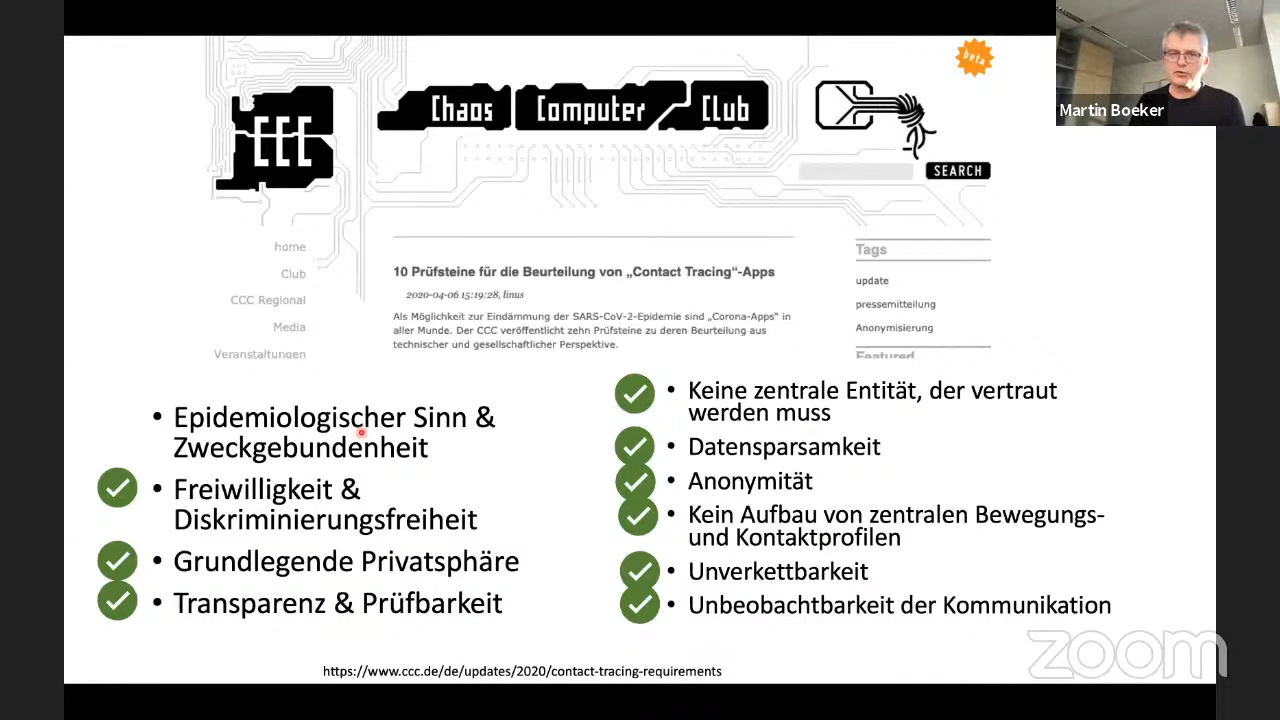 beta
CCC
Chaos Computer Club
SEARCH
home
Club
CCC Regional
Media
Veranstaltungen
10 Prüfsteine für die Beurteilung von „Contact Tracing“-Apps
2020-04-06 15:19:28, linus
Als Möglichkeit zur Eindämmung der SARS-CoV-2-Epidemie sind „Corona-Apps“ in
aller Munde. Der CCC veröffentlicht zehn Prüfsteine zu deren Beurteilung aus
technischer und gesellschaftlicher Perspektive.
Tags
update
pressemitteilung
Anonymisierung
Featured
Martin Boeker
• Epidemiologischer Sinn &
Zweckgebundenheit
• Freiwilligkeit &
Diskriminierungsfreiheit
• Grundlegende Privatsphäre
• Transparenz & Prüfbarkeit
• Keine zentrale Entität, der vertraut
werden muss
• Datensparsamkeit
• Anonymität
• Kein Aufbau von zentralen Bewegungs-
und Kontaktprofilen
• Unverkettbarkeit
• Unbeobachtbarkeit der Kommunikation
https://www.ccc.de/de/updates/2020/contact-tracing-requirements
zoom